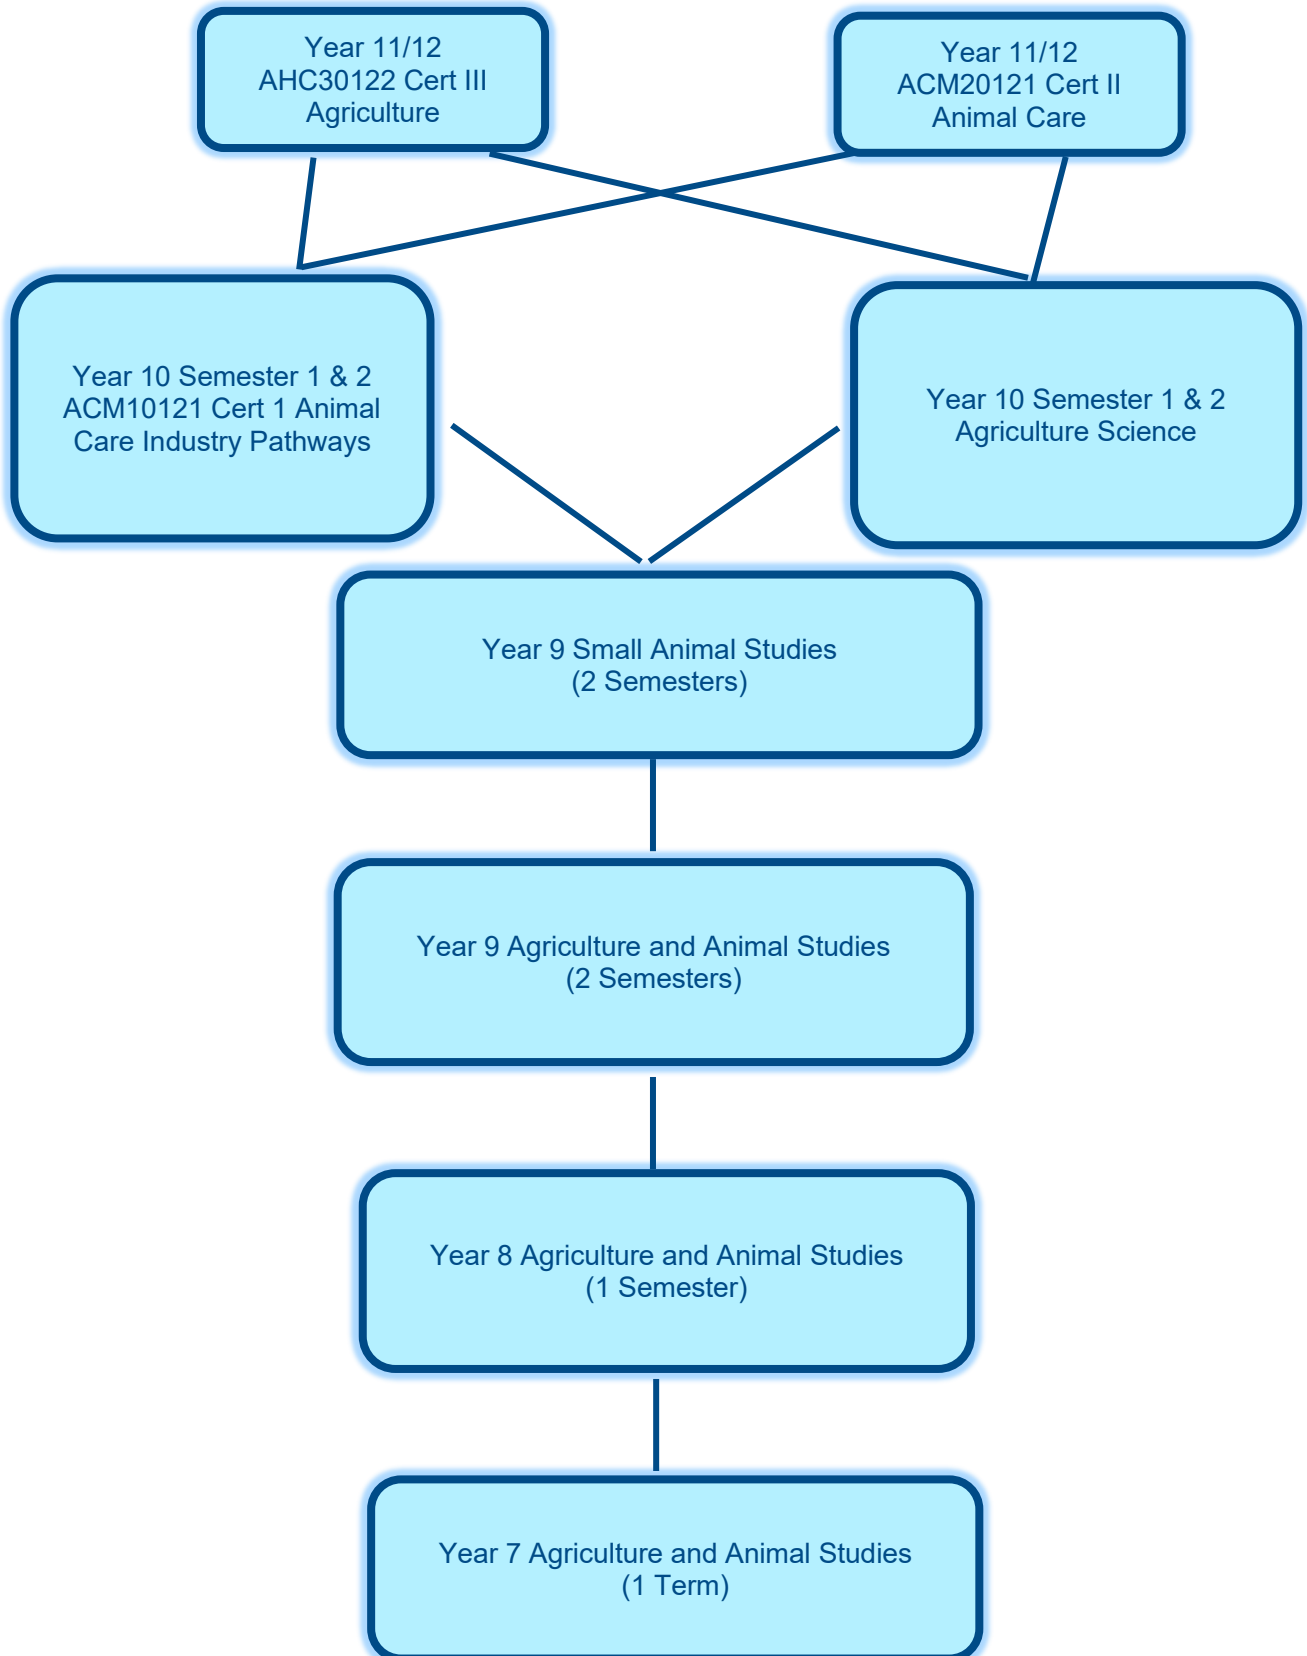 Year 11/12
AHC30122 Cert III
Agriculture
Year 11/12
ACM20121 Cert II
Animal Care
Year 10 Semester 1 & 2
ACM10121 Cert 1 Animal
Care Industry Pathways
Year 10 Semester 1 & 2
Agriculture Science
Year 9 Small Animal Studies
(2 Semesters)
Year 9 Agriculture and Animal Studies
(2 Semesters)
Year 8 Agriculture and Animal Studies
(1 Semester)
Year 7 Agriculture and Animal Studies
(1 Term)